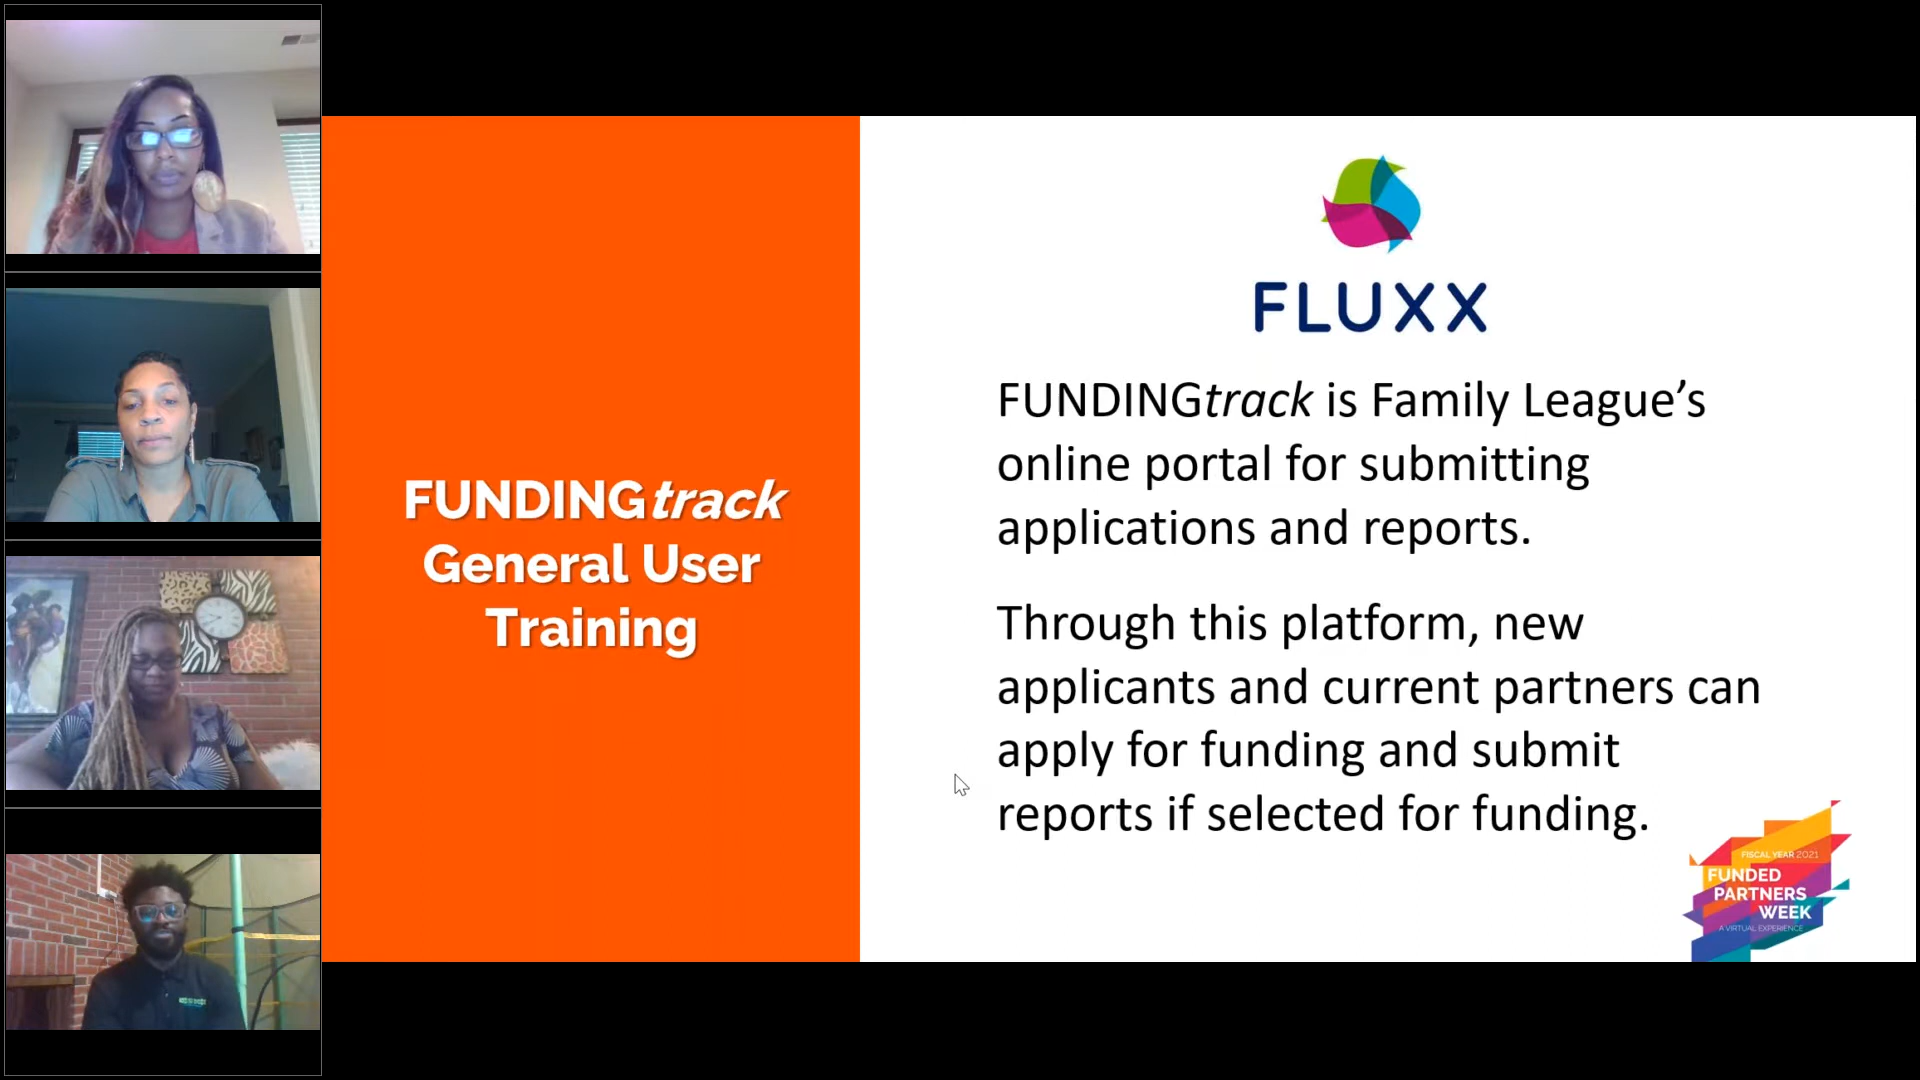 FUNDINGtrack
General User
Training
FLUXX
FUNDINGtrack is Family League’s
online portal for submitting
applications and reports.
Through this platform, new
applicants and current partners can
apply for funding and submit
reports if selected for funding.
FISCAL YEAR 2021
FUNDED
PARTNERS
WEEK
A VIRTUAL EXPERIENCE